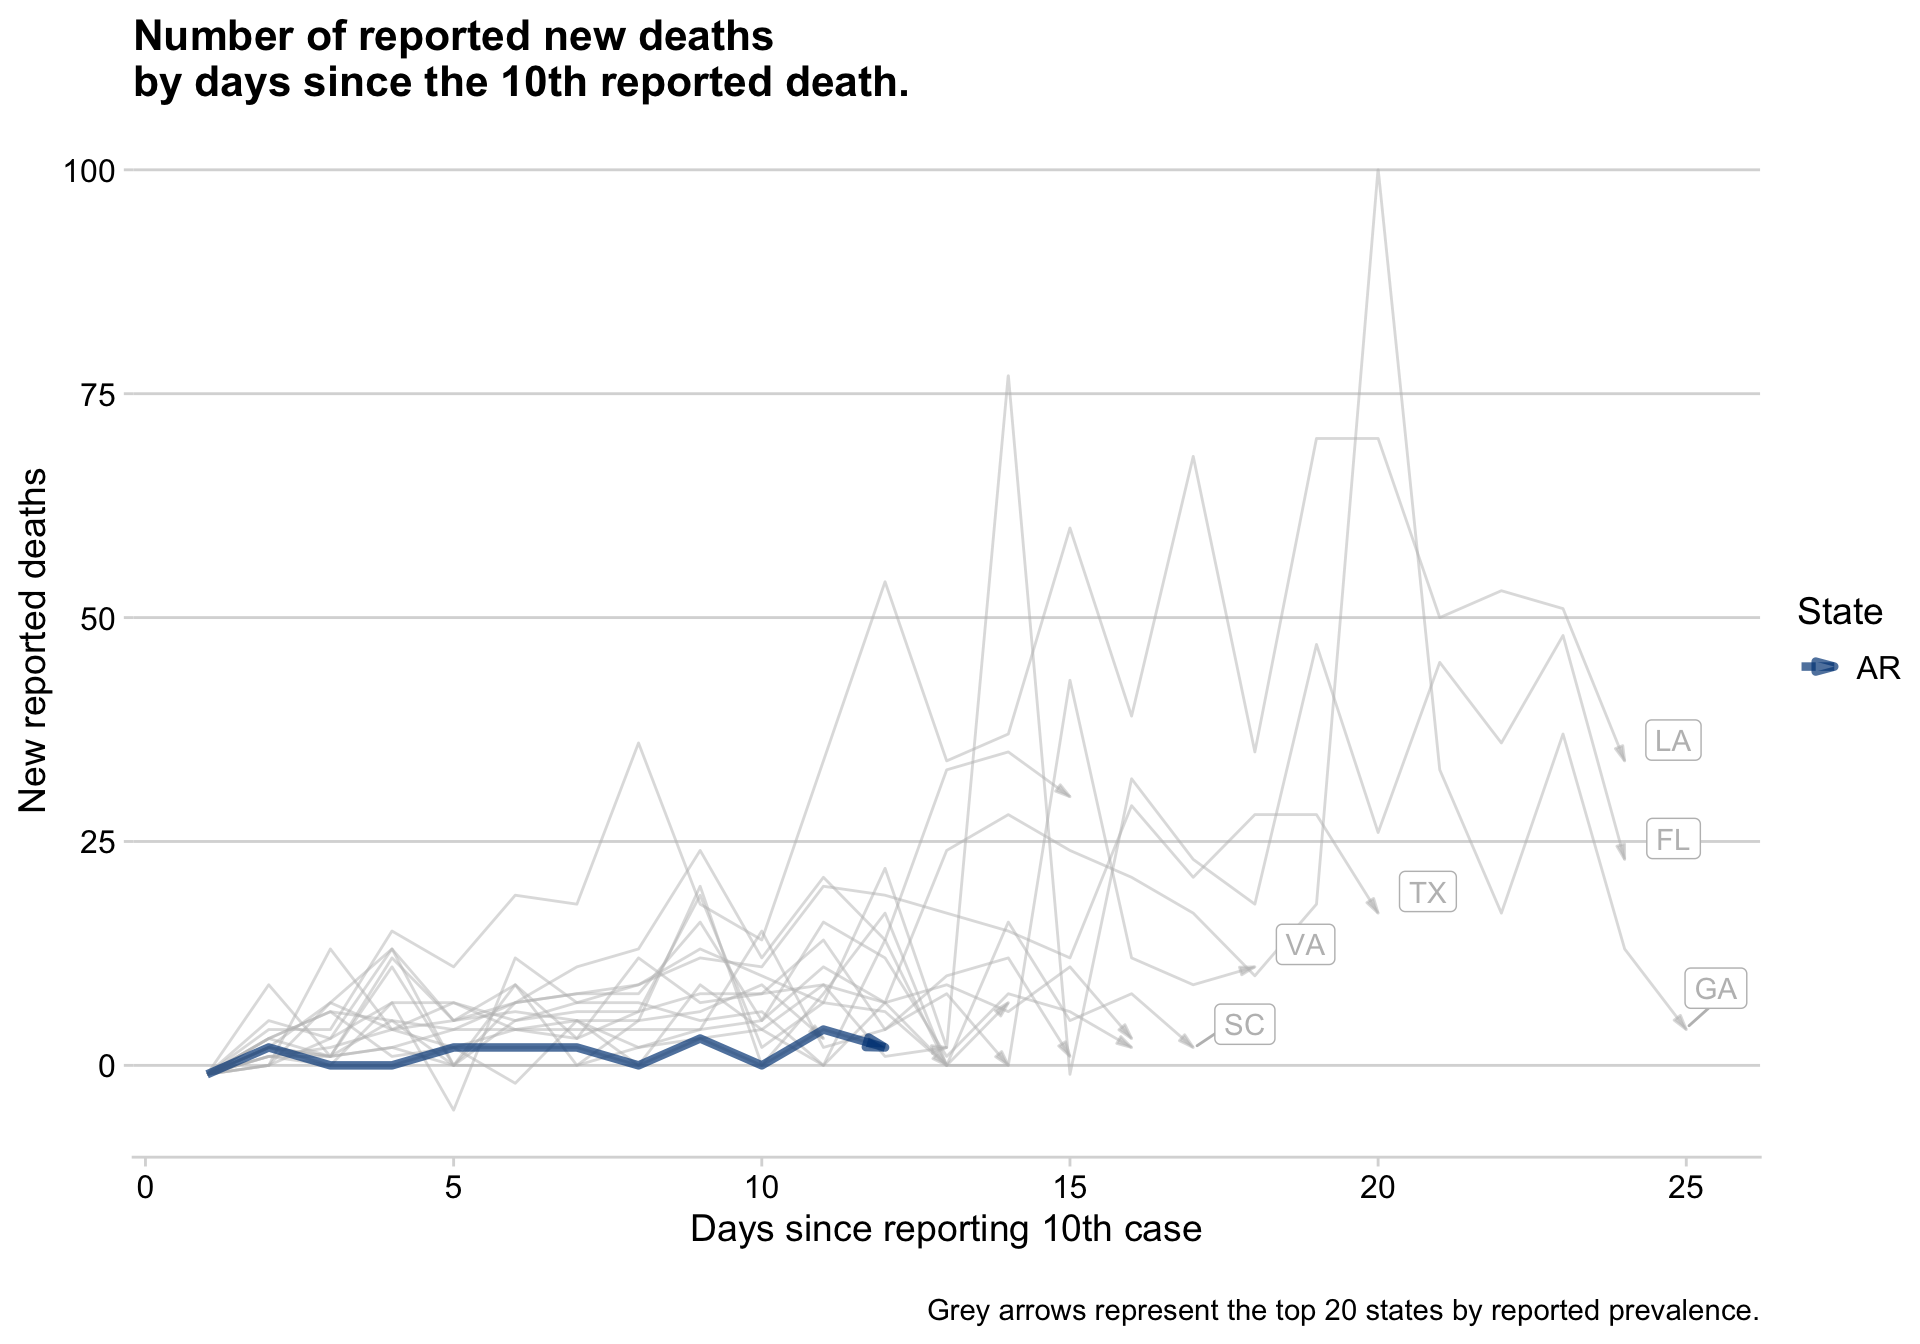 Number of reported new deaths
by days since the 10th reported death.
100
75
50
25
0
New reported deaths
LA
FL
TX
VA
GA
SC
State
AR
0 5 10 15 20 25
Days since reporting 10th case
Grey arrows represent the top 20 states by reported prevalence.